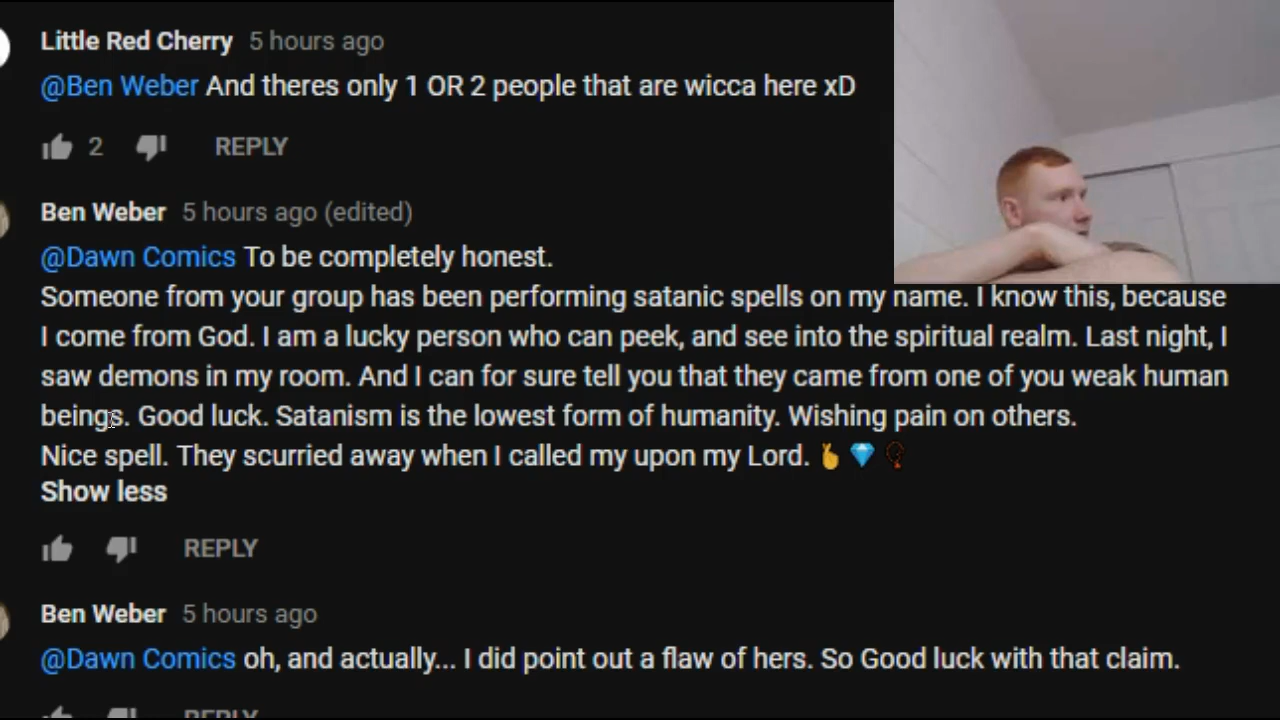 Little Red Cherry 5 hours ago
@Ben Weber And theres only 1 OR 2 people that are wicca here xD
2 REPLY
Ben Weber 5 hours ago (edited)
@Dawn Comics To be completely honest.
Someone from your group has been performing satanic spells on my name. I know this, because
I come from God. I am a lucky person who can peek, and see into the spiritual realm. Last night, I
saw demons in my room. And I can for sure tell you that they came from one of you weak human
beings. Good luck. Satanism is the lowest form of humanity. Wishing pain on others.
Nice spell. They scurried away when I called my upon my Lord. 🫰💎📿
Show less
REPLY
Ben Weber 5 hours ago
@Dawn Comics oh, and actually... I did point out a flaw of hers. So Good luck with that claim.
REPLY